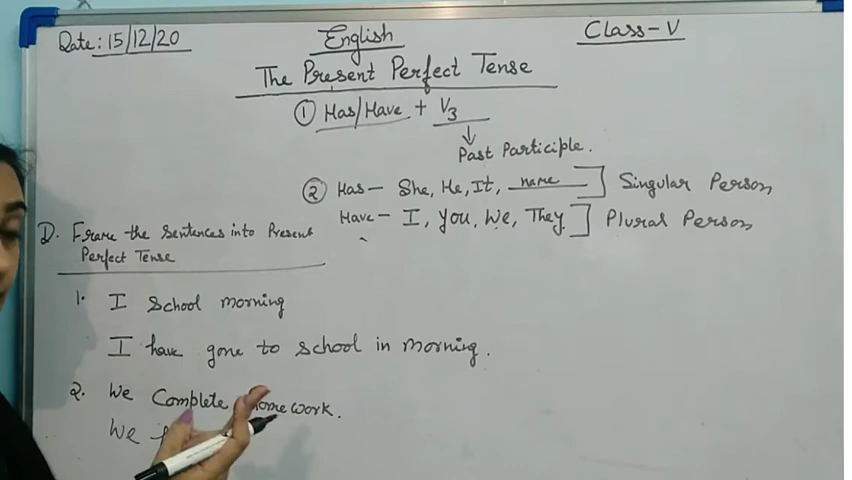 Date: 15/12/20
English
Class-V
The Present Perfect Tense
① Has/Have + V3
↓
Past Participle.
② Has - She, He, It, name ] Singular Person
Have - I, You, We, They ] Plural Person
D. Frame the Sentences into Present
Perfect Tense
1. I School morning
I have gone to school in morning.
2. We Complete Homework.
We